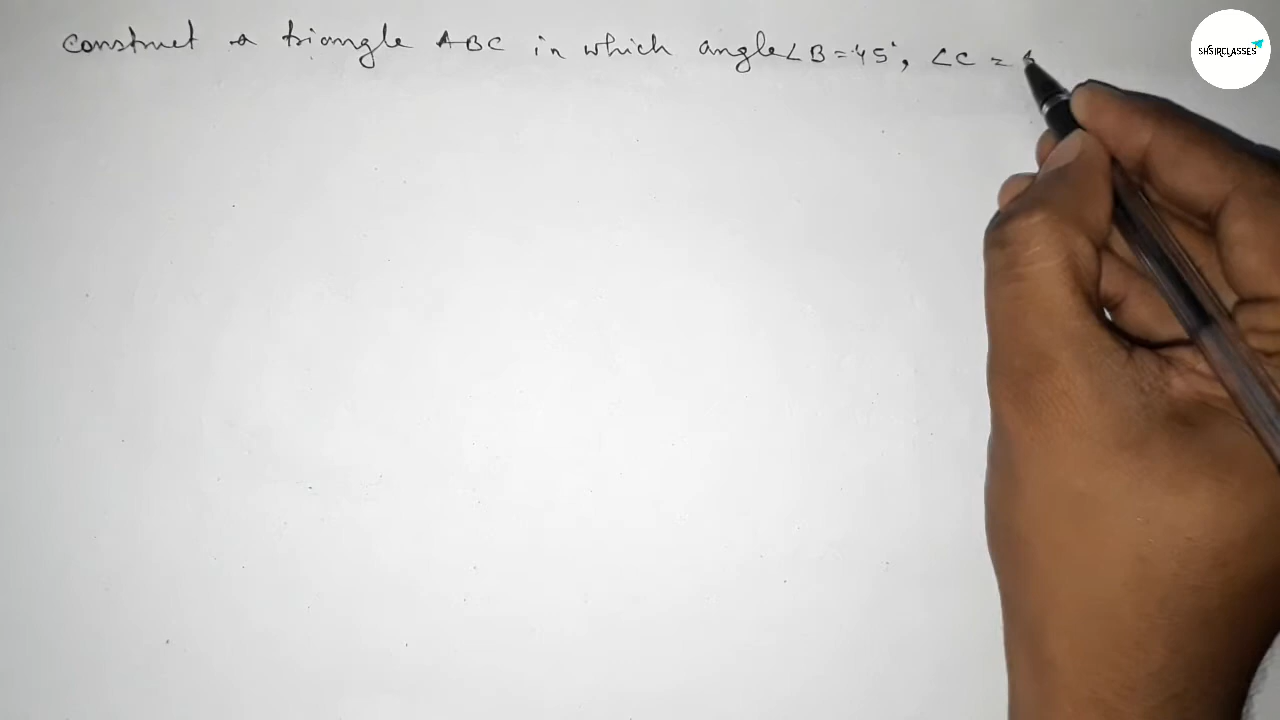 construct a triangle ABC in which angle∠B=45°, ∠C =
SHSIRCLASSES